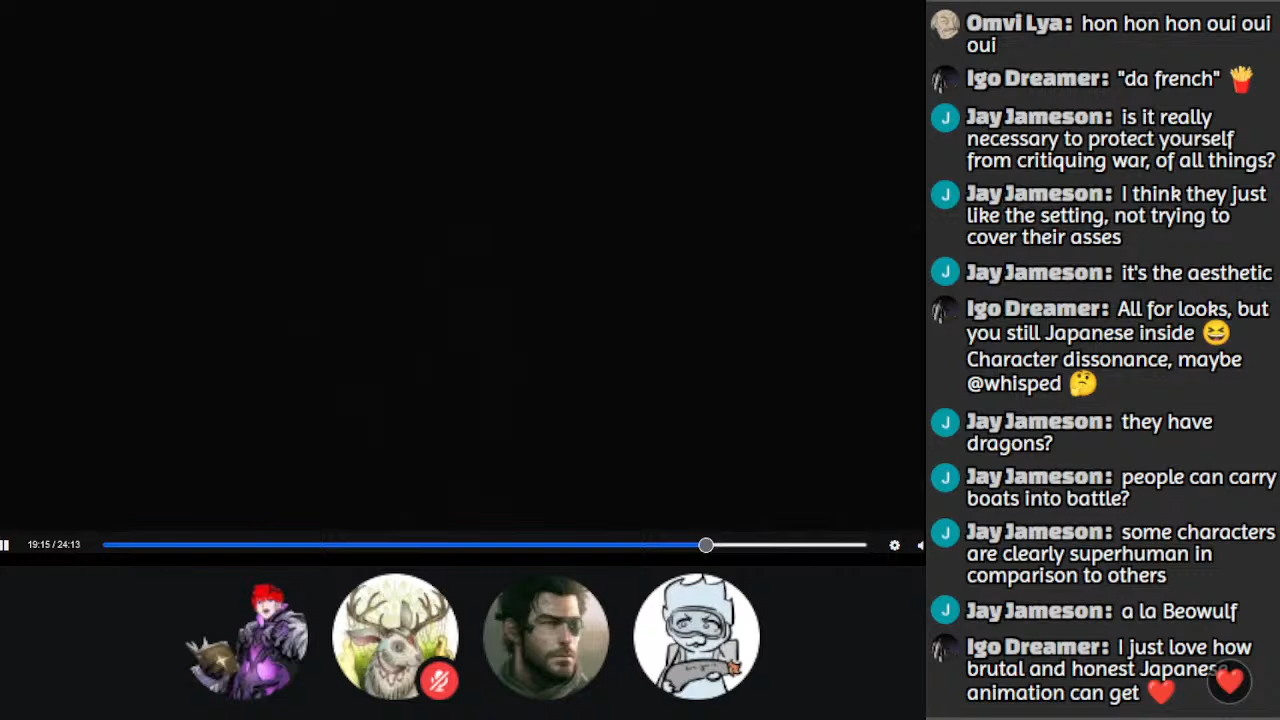 Omvi Lya: hon hon hon oui oui
oui
Igo Dreamer: "da french" 🍟
J Jay Jameson: is it really
necessary to protect yourself
from critiquing war, of all things?
J Jay Jameson: I think they just
like the setting, not trying to
cover their asses
J Jay Jameson: it's the aesthetic
Igo Dreamer: All for looks, but
you still Japanese inside 😆
Character dissonance, maybe
@whisped 🤔
J Jay Jameson: they have
dragons?
J Jay Jameson: people can carry
boats into battle?
J Jay Jameson: some characters
are clearly superhuman in
comparison to others
J Jay Jameson: a la Beowulf
Igo Dreamer: I just love how
brutal and honest Japanese
animation can get ❤️
19:15 / 24:13